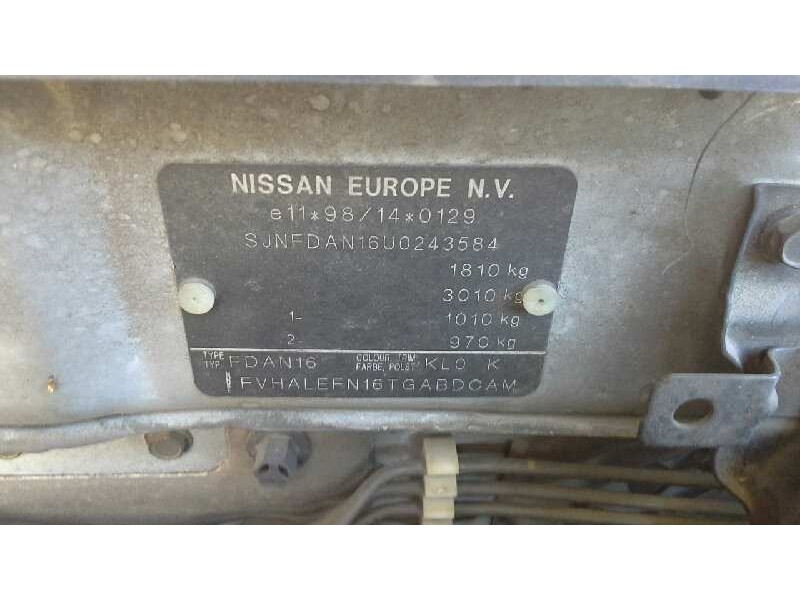 NISSAN EUROPE N.V.
e11*98/14*0129
SJNFDAN16U0243584
1810 kg
3010 kg
1- 1010 kg
2- 970 kg
TYPE TYP. FDAN16 COLOUR, TRIM FARBE, POLST. KL0 K
FVHALEFN16TGABDCAM